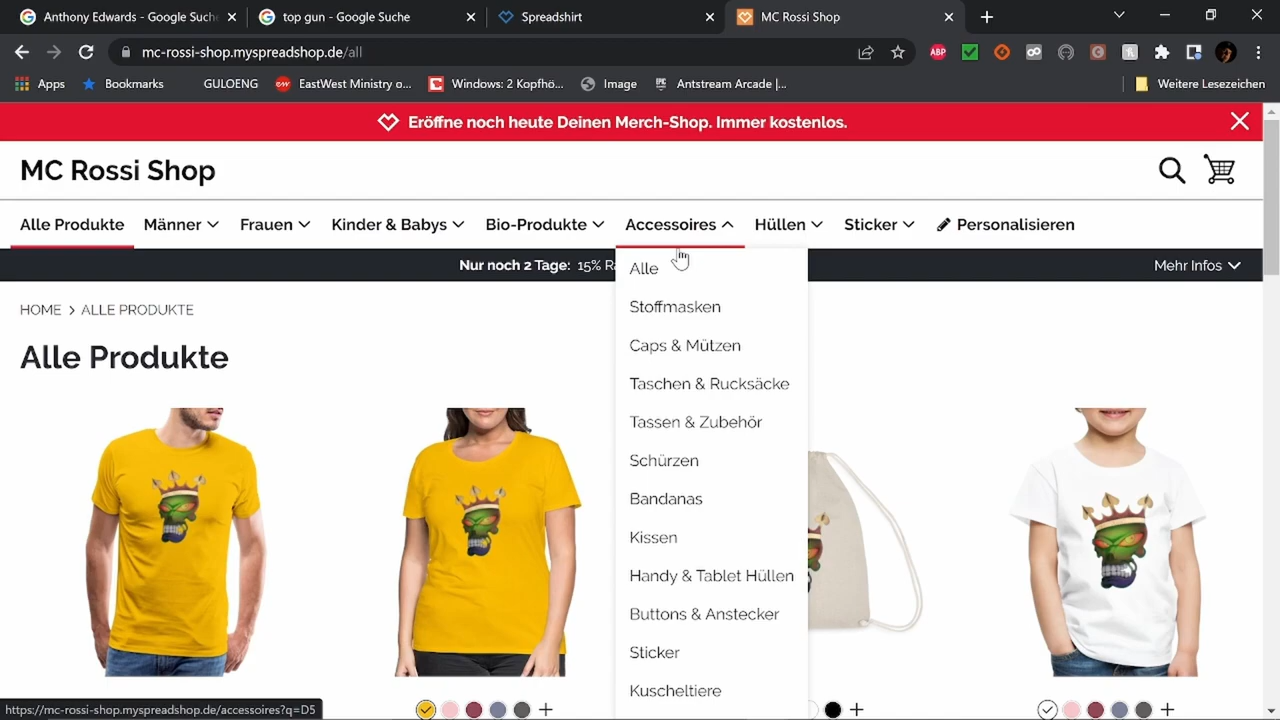 Anthony Edwards - Google Suche
top gun - Google Suche
Spreadshirt
MC Rossi Shop
mc-rossi-shop.myspreadshop.de/all
ABP
Apps
Bookmarks
GULOENG
EastWest Ministry o...
Windows: 2 Kopfhö...
Image
Antstream Arcade |...
Weitere Lesezeichen
Eröffne noch heute Deinen Merch-Shop. Immer kostenlos.
MC Rossi Shop
Alle Produkte
Männer
Frauen
Kinder & Babys
Bio-Produkte
Accessoires
Hüllen
Sticker
Personalisieren
Nur noch 2 Tage: 15%
Mehr Infos
HOME > ALLE PRODUKTE
Alle Produkte
Alle
Stoffmasken
Caps & Mützen
Taschen & Rucksäcke
Tassen & Zubehör
Schürzen
Bandanas
Kissen
Handy & Tablet Hüllen
Buttons & Anstecker
Sticker
Kuscheltiere
https://mc-rossi-shop.myspreadshop.de/accessoires?q=D5